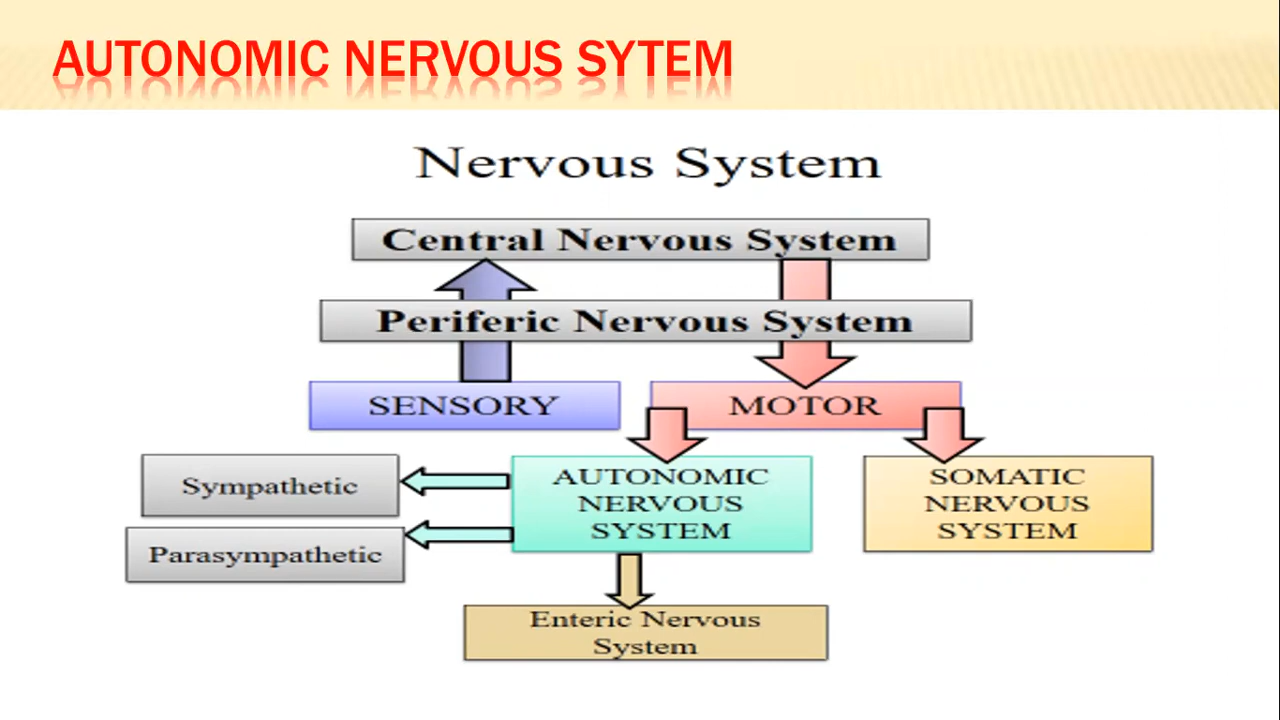 AUTONOMIC NERVOUS SYTEM
Nervous System
Central Nervous System
Periferic Nervous System
SENSORY
MOTOR
Sympathetic
Parasympathetic
AUTONOMIC
NERVOUS
SYSTEM
SOMATIC
NERVOUS
SYSTEM
Enteric Nervous
System